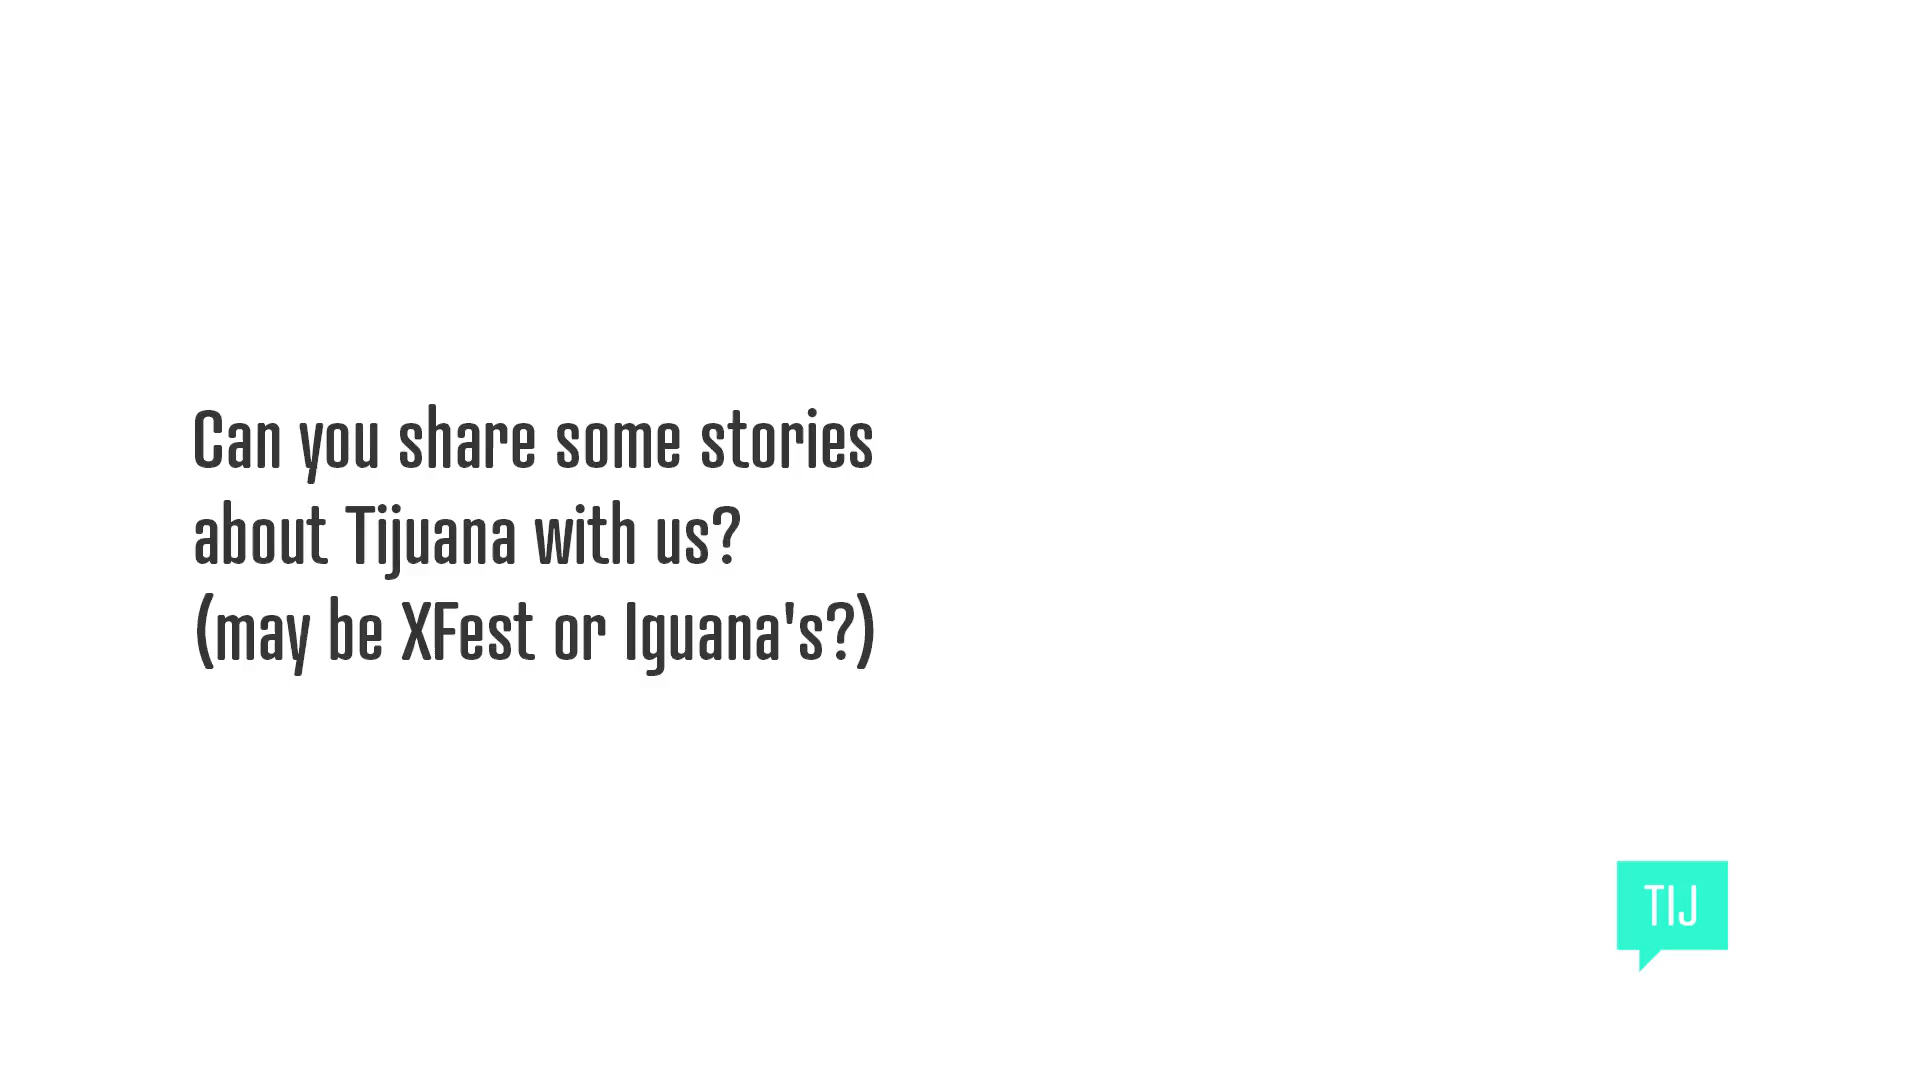 Can you share some stories
about Tijuana with us?
(may be XFest or Iguana's?)
TIJ